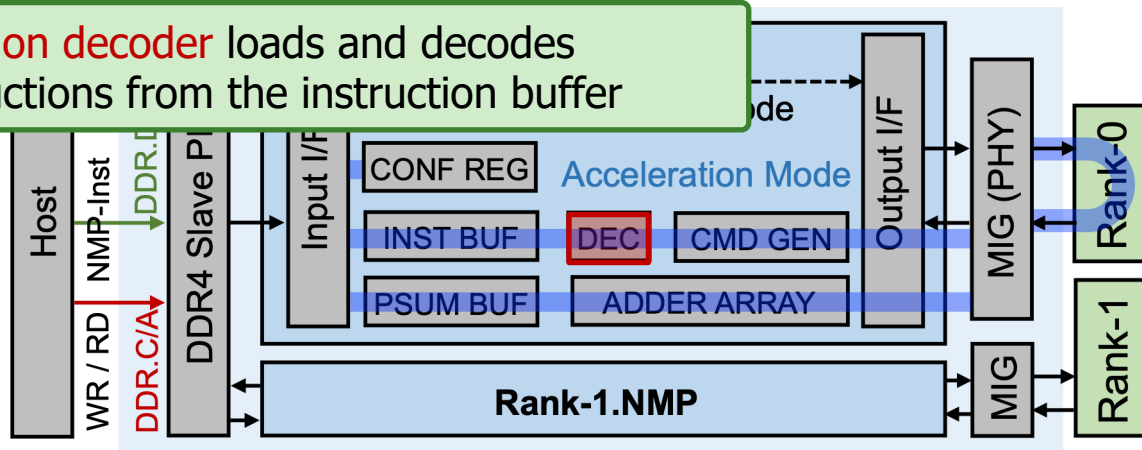 on decoder loads and decodes
uctions from the instruction buffer
ode
Host
NMP-Inst
WR / RD
DDR.D
DDR.C/A
DDR4 Slave P
Input I/F
CONF REG
Acceleration Mode
INST BUF
DEC
CMD GEN
PSUM BUF
ADDER ARRAY
Output I/F
MIG (PHY)
Rank-0
Rank-1.NMP
MIG
Rank-1